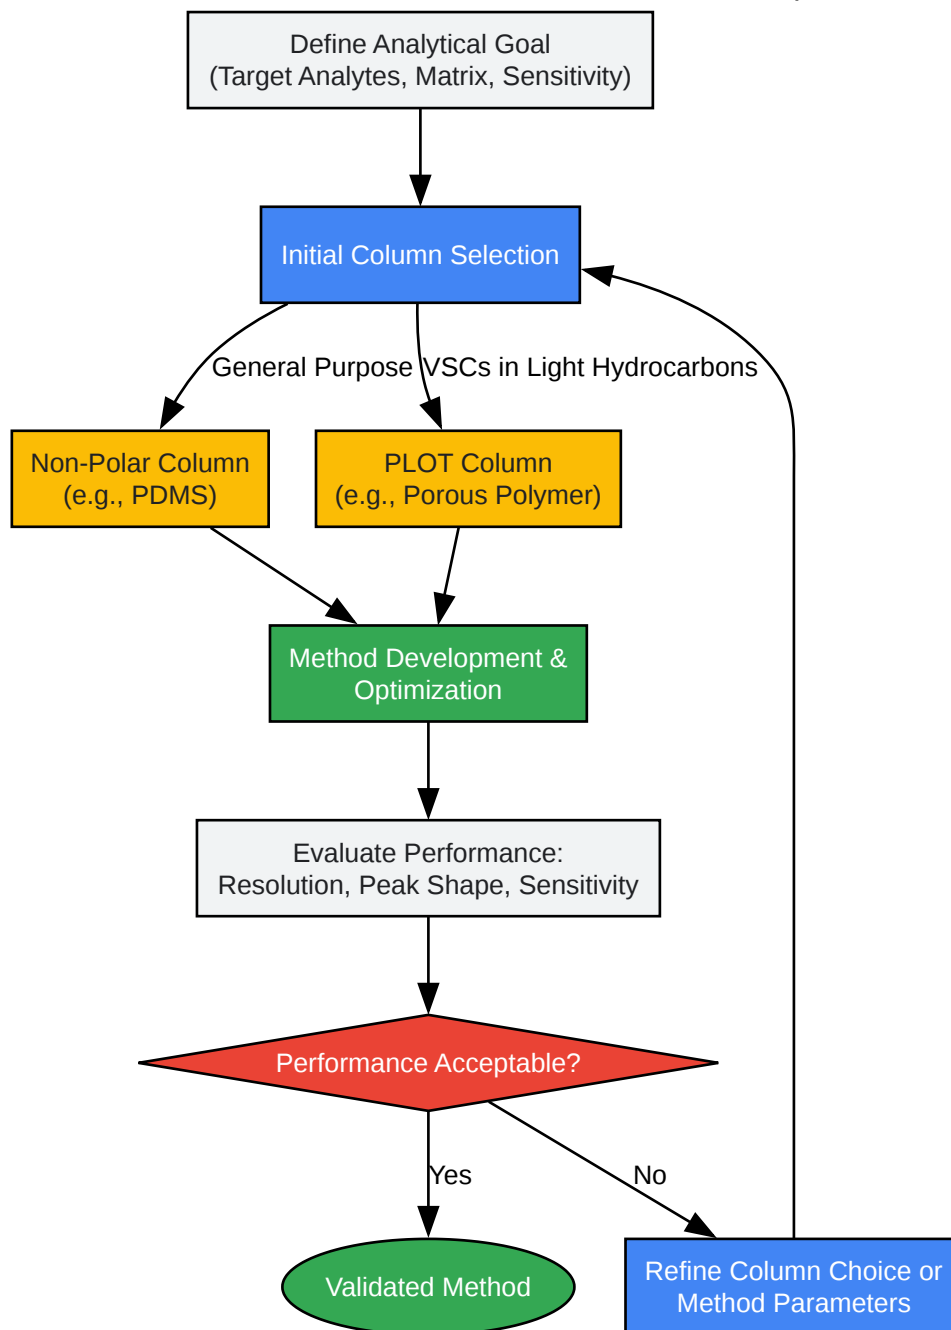 Define Analytical Goal
(Target Analytes, Matrix, Sensitivity)
Initial Column Selection
General Purpose
VSCs in Light Hydrocarbons
Non-Polar Column
(e.g., PDMS)
PLOT Column
(e.g., Porous Polymer)
Method Development &
Optimization
Evaluate Performance:
Resolution, Peak Shape, Sensitivity
Performance Acceptable?
Yes
No
Validated Method
Refine Column Choice or
Method Parameters